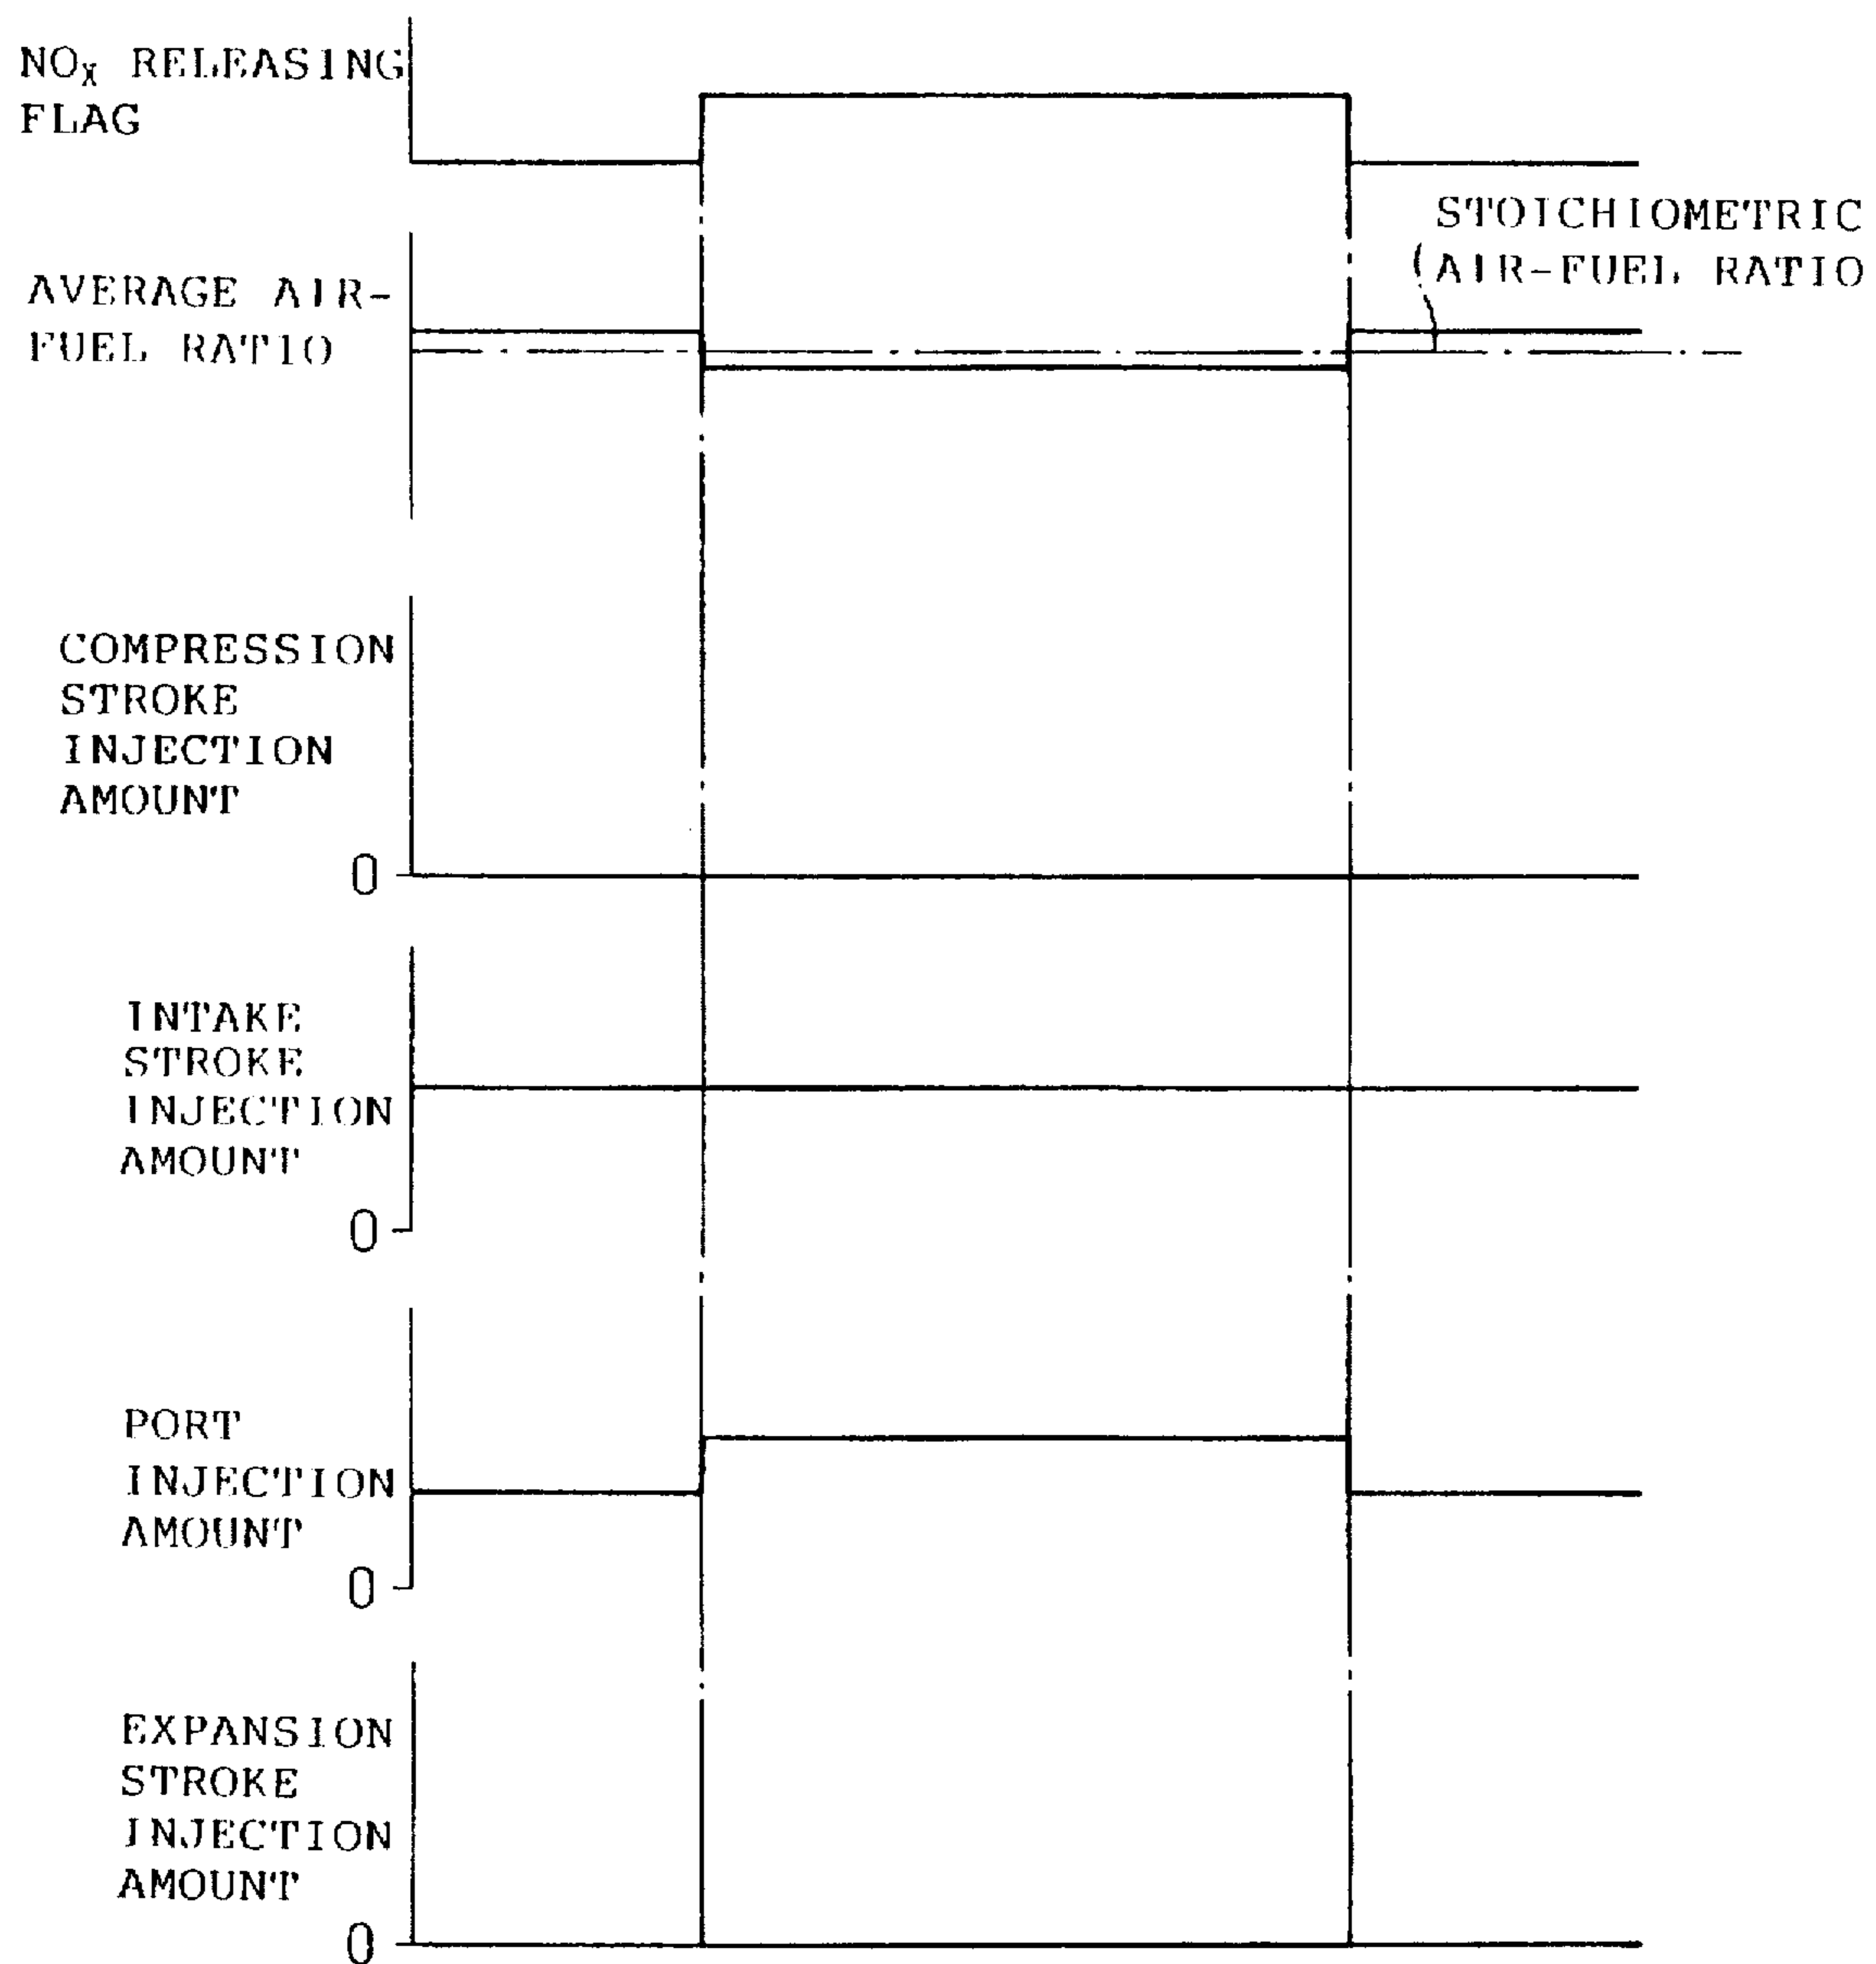 NOx RELEASING
FLAG
STOICHIOMETRIC
AIR-FUEL RATIO
AVERAGE AIR-
FUEL RATIO
COMPRESSION
STROKE
INJECTION
AMOUNT
0
INTAKE
STROKE
INJECTION
AMOUNT
0
PORT
INJECTION
AMOUNT
0
EXPANSION
STROKE
INJECTION
AMOUNT
0